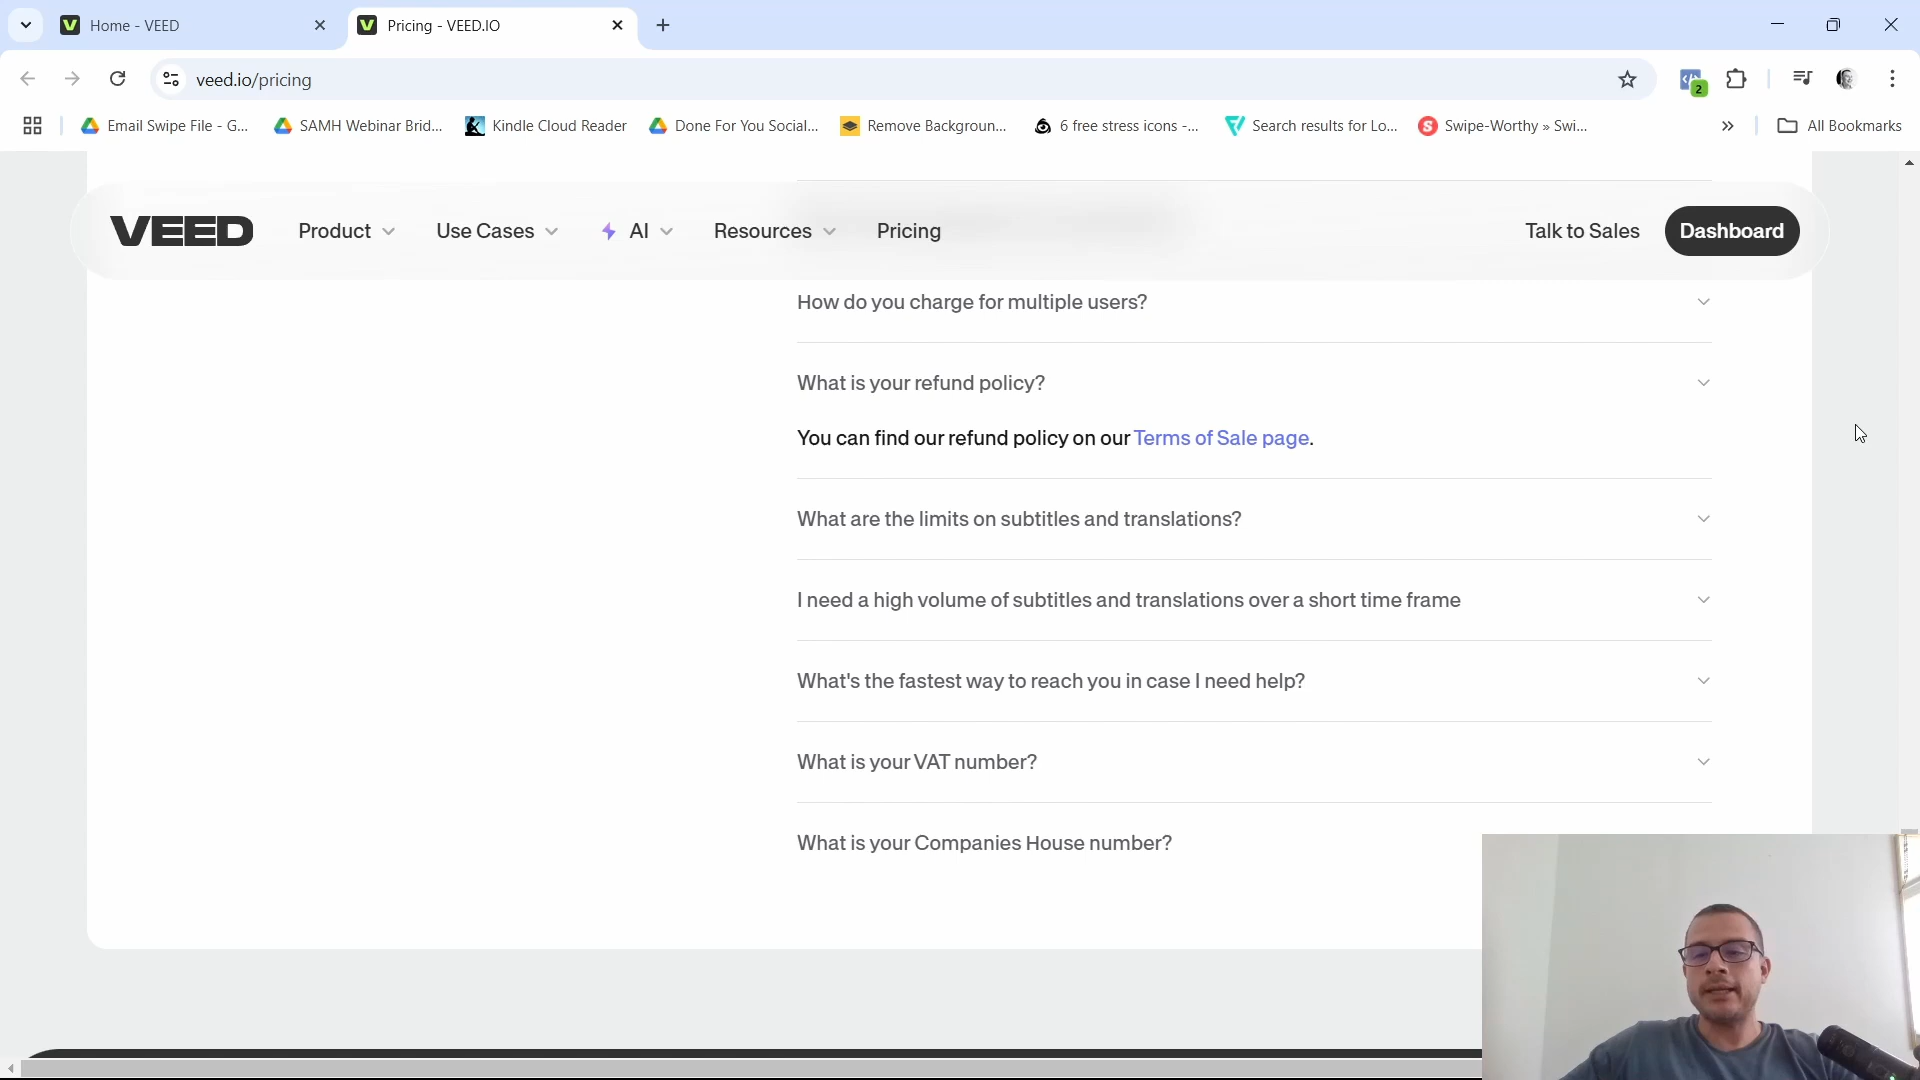 Home - VEED
Pricing - VEED.IO
veed.io/pricing
2
Email Swipe File - G...
SAMH Webinar Brid...
Kindle Cloud Reader
Done For You Social...
Remove Backgroun...
6 free stress icons -...
Search results for Lo...
Swipe-Worthy » Swi...
All Bookmarks
VEED
Product
Use Cases
AI
Resources
Pricing
Talk to Sales
Dashboard
How do you charge for multiple users?
What is your refund policy?
You can find our refund policy on our Terms of Sale page.
What are the limits on subtitles and translations?
I need a high volume of subtitles and translations over a short time frame
What's the fastest way to reach you in case I need help?
What is your VAT number?
What is your Companies House number?